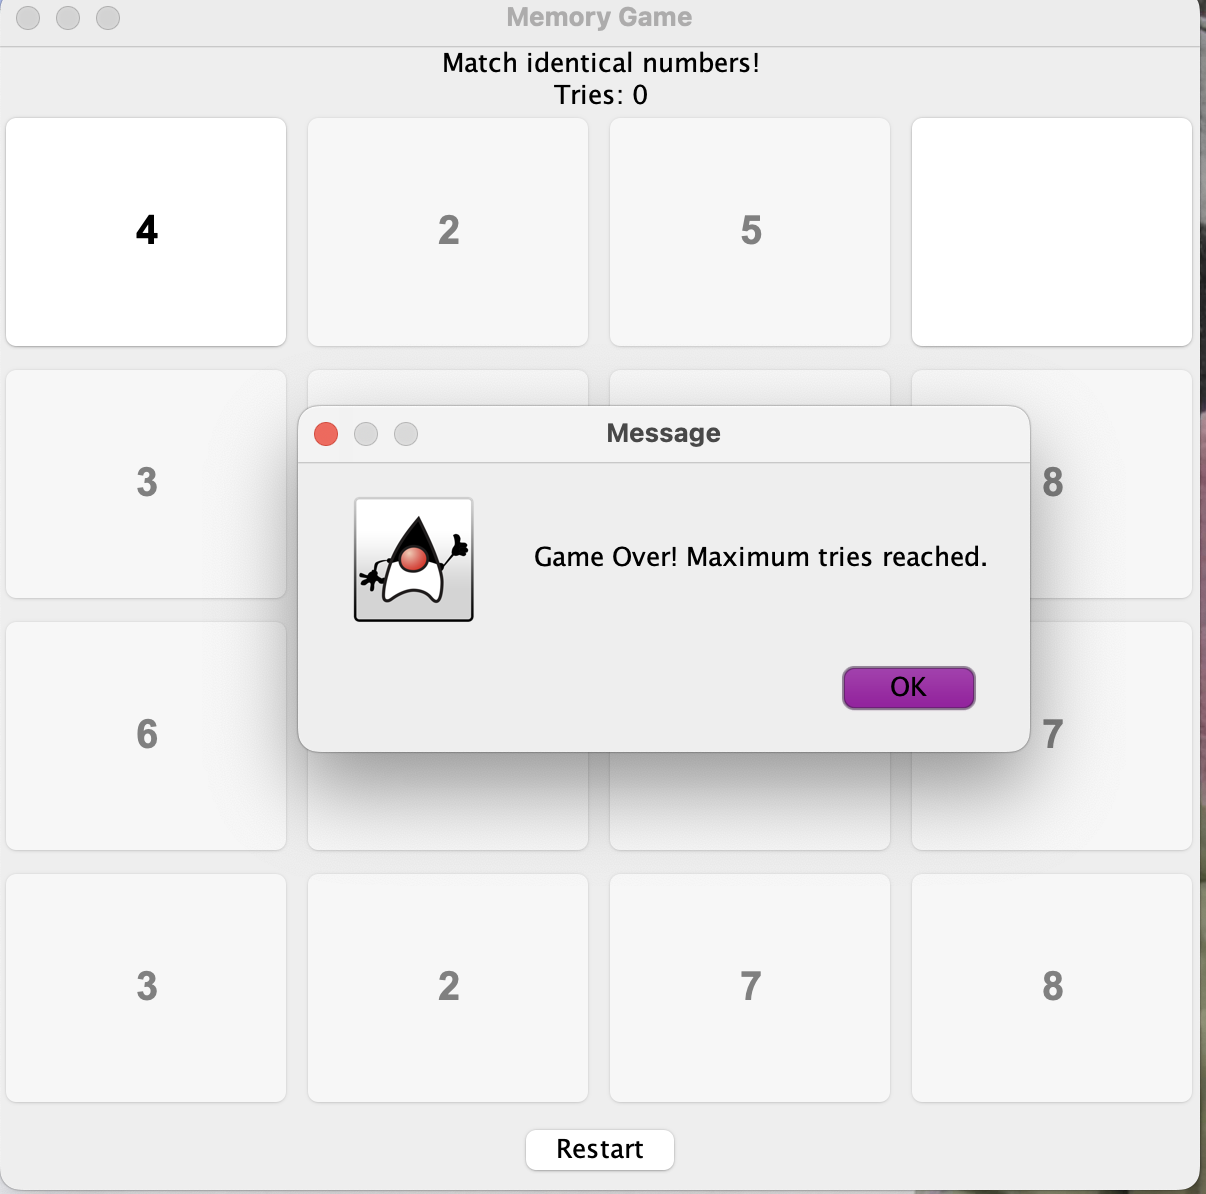 Memory Game
Match identical numbers!
Tries: 0
4 2 5
3 8
Message
Game Over! Maximum tries reached.
OK
6 7
3 2 7 8
Restart